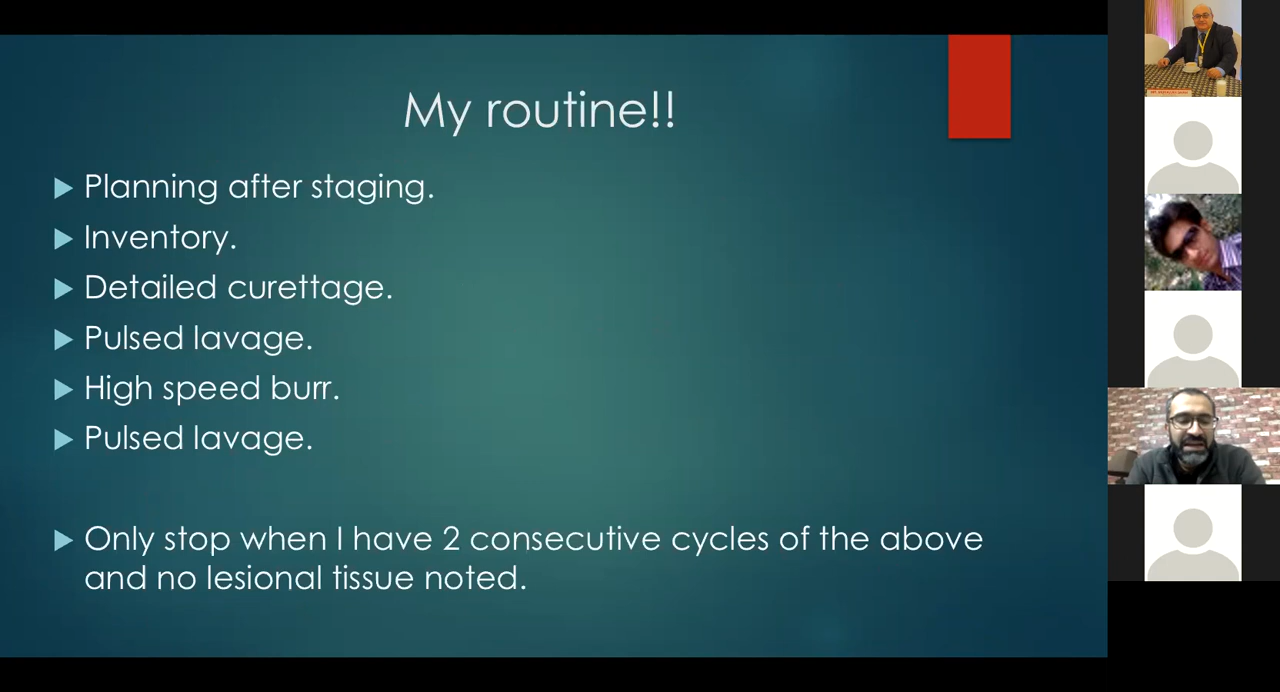 My routine!!
Planning after staging.
Inventory.
Detailed curettage.
Pulsed lavage.
High speed burr.
Pulsed lavage.
Only stop when I have 2 consecutive cycles of the above
and no lesional tissue noted.